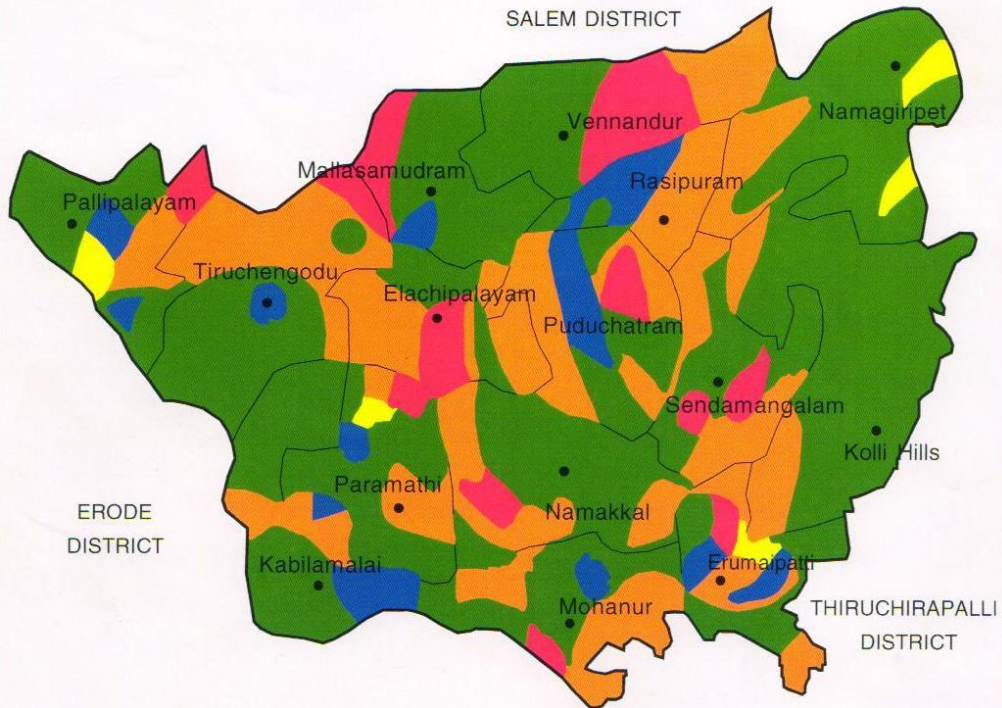 SALEM DISTRICT
Namagiripet
Vennandur
Mallasamudram
Rasipuram
Pallipalayam
Tiruchengodu
Elachipalayam
Puduchatram
Sendamangalam
Kolli Hills
Paramathi
Namakkal
ERODE
DISTRICT
Kabilamalai
Erumaipatti
Mohanur
THIRUCHIRAPALLI
DISTRICT